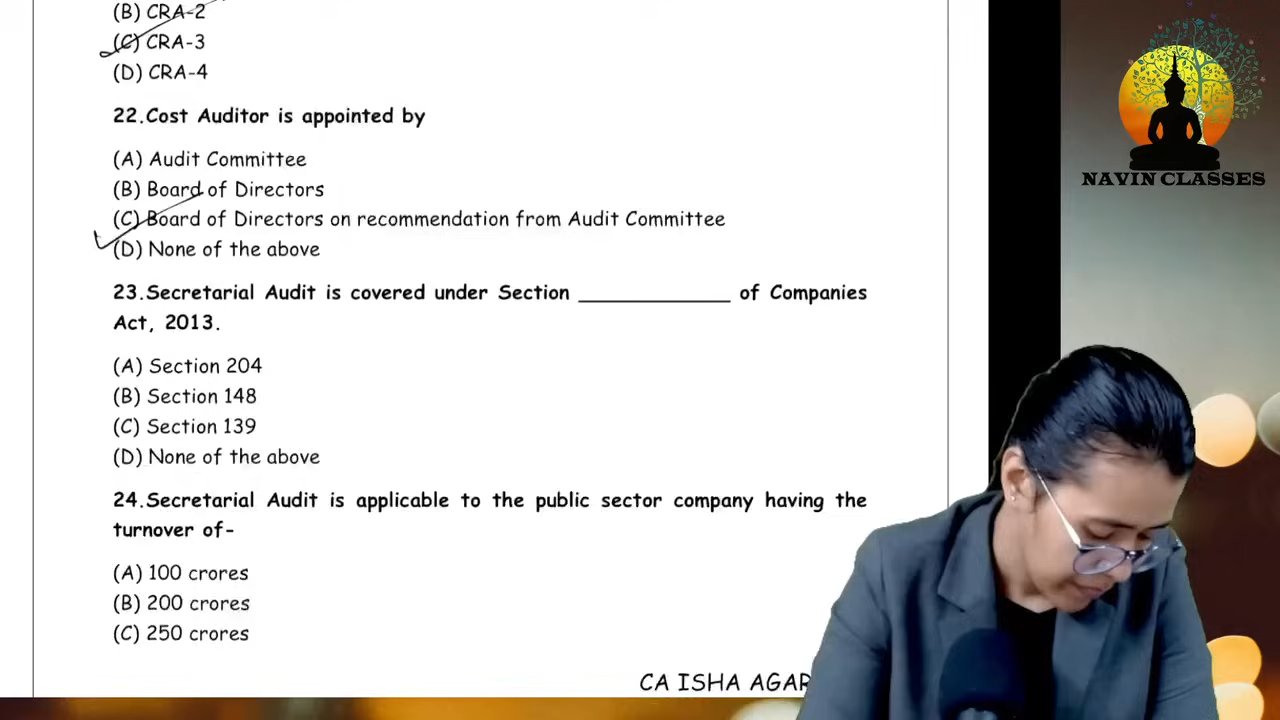 (B) CRA-2
(C) CRA-3
(D) CRA-4
22.Cost Auditor is appointed by
(A) Audit Committee
(B) Board of Directors
(C) Board of Directors on recommendation from Audit Committee
(D) None of the above
23.Secretarial Audit is covered under Section ______________ of Companies
Act, 2013.
(A) Section 204
(B) Section 148
(C) Section 139
(D) None of the above
24.Secretarial Audit is applicable to the public sector company having the
turnover of-
(A) 100 crores
(B) 200 crores
(C) 250 crores
CA ISHA AGAR
NAVIN CLASSES